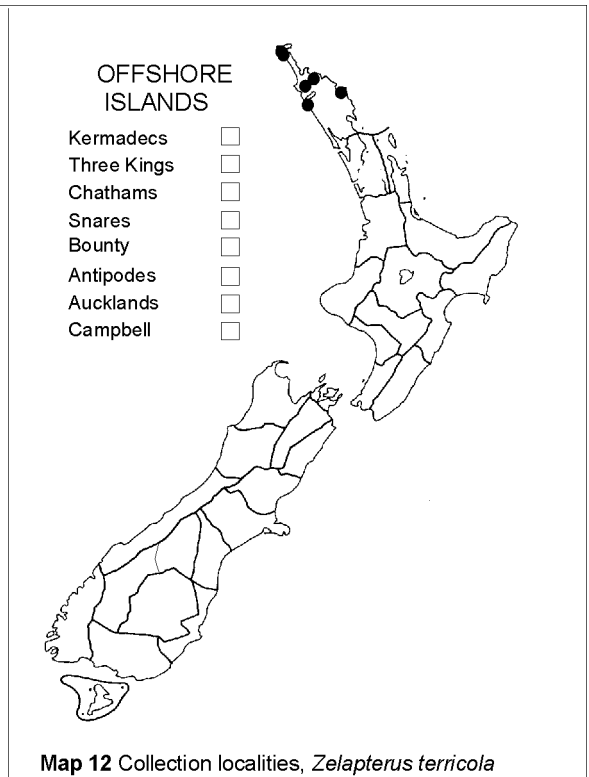 OFFSHORE
ISLANDS
Kermadecs
Three Kings
Chathams
Snares
Bounty
Antipodes
Aucklands
Campbell
Map 12 Collection localities, Zelapterus terricola